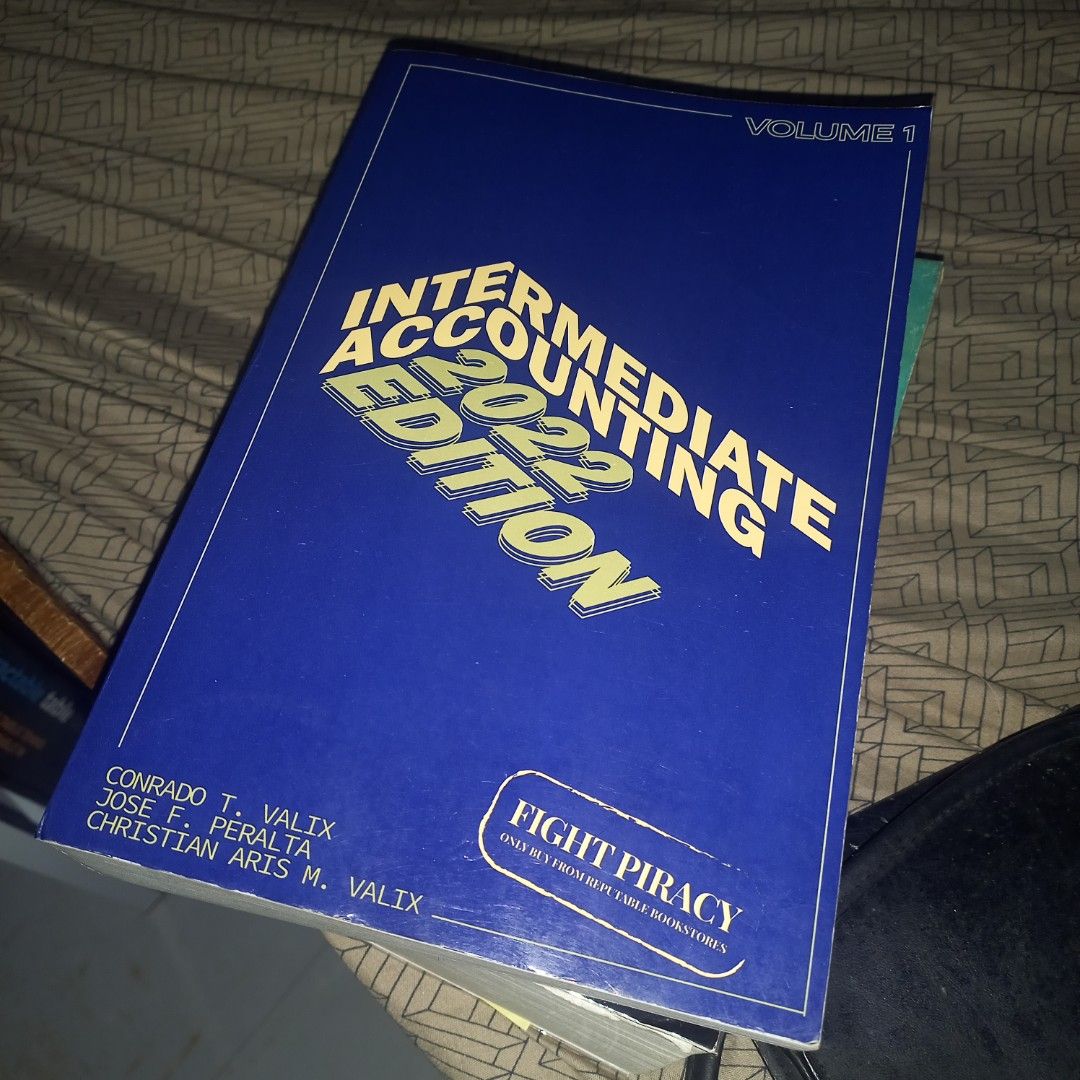 VOLUME 1
INTERMEDIATE
ACCOUNTING
2022
EDITION
CONRADO T. VALIX
JOSE F. PERALTA
CHRISTIAN ARIS M. VALIX
FIGHT PIRACY
ONLY BUY FROM REPUTABLE BOOKSTORES
table